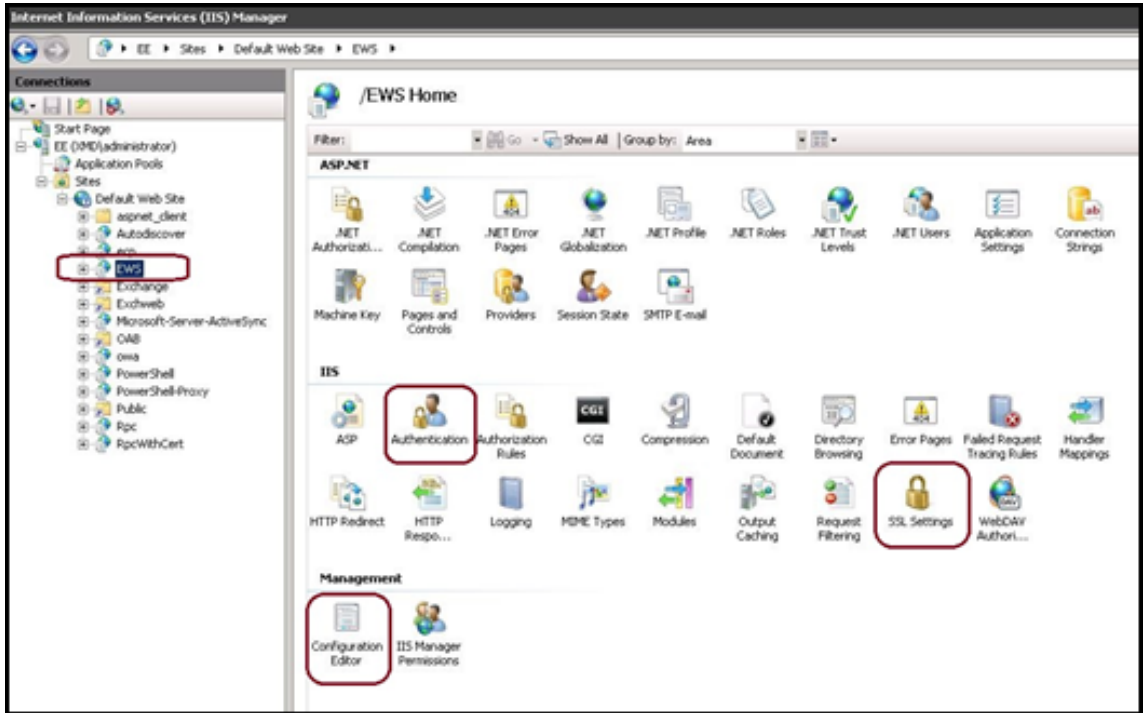 Internet Information Services (IIS) Manager
EE Sites Default Web Site EWS
Connections
Start Page
EE (XMD\administrator)
Application Pools
Sites
Default Web Site
aspnet_client
Autodiscover
ecp
EWS
Exchange
Exchweb
Microsoft-Server-ActiveSync
OAB
owa
PowerShell
PowerShell-Proxy
Public
Rpc
RpcWithCert
/EWS Home
Filter: Go Show All Group by: Area
ASP.NET
.NET Authorizati...
.NET Compilation
.NET Error Pages
.NET Globalization
.NET Profile
.NET Roles
.NET Trust Levels
.NET Users
Application Settings
Connection Strings
Machine Key
Pages and Controls
Providers
Session State
SMTP E-mail
IIS
ASP
Authentication
Authorization Rules
CGI
Compression
Default Document
Directory Browsing
Error Pages
Failed Request Tracing Rules
Handler Mappings
HTTP Redirect
HTTP Respo...
Logging
MIME Types
Modules
Output Caching
Request Filtering
SSL Settings
WebDAV Authori...
Management
Configuration Editor
IIS Manager Permissions